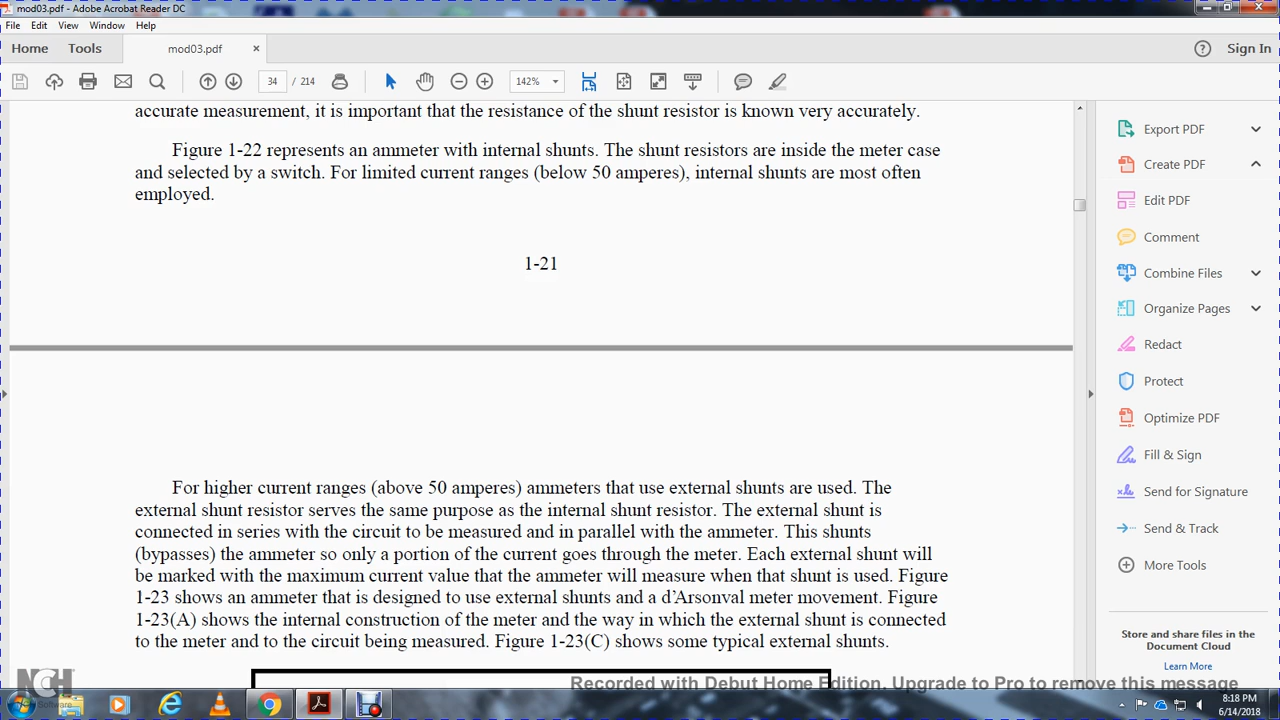 mod03.pdf - Adobe Acrobat Reader DC
File Edit View Window Help
Home Tools mod03.pdf × Sign In
34 / 214 142%
accurate measurement, it is important that the resistance of the shunt resistor is known very accurately.
Figure 1-22 represents an ammeter with internal shunts. The shunt resistors are inside the meter case
and selected by a switch. For limited current ranges (below 50 amperes), internal shunts are most often
employed.
1-21
For higher current ranges (above 50 amperes) ammeters that use external shunts are used. The
external shunt resistor serves the same purpose as the internal shunt resistor. The external shunt is
connected in series with the circuit to be measured and in parallel with the ammeter. This shunts
(bypasses) the ammeter so only a portion of the current goes through the meter. Each external shunt will
be marked with the maximum current value that the ammeter will measure when that shunt is used. Figure
1-23 shows an ammeter that is designed to use external shunts and a d’Arsonval meter movement. Figure
1-23(A) shows the internal construction of the meter and the way in which the external shunt is connected
to the meter and to the circuit being measured. Figure 1-23(C) shows some typical external shunts.
Export PDF
Create PDF
Edit PDF
Comment
Combine Files
Organize Pages
Redact
Protect
Optimize PDF
Fill & Sign
Send for Signature
Send & Track
More Tools
Store and share files in the
Document Cloud
Learn More
NCH
Software
Recorded with Debut Home Edition. Upgrade to Pro to remove this message
8:18 PM
6/14/2018